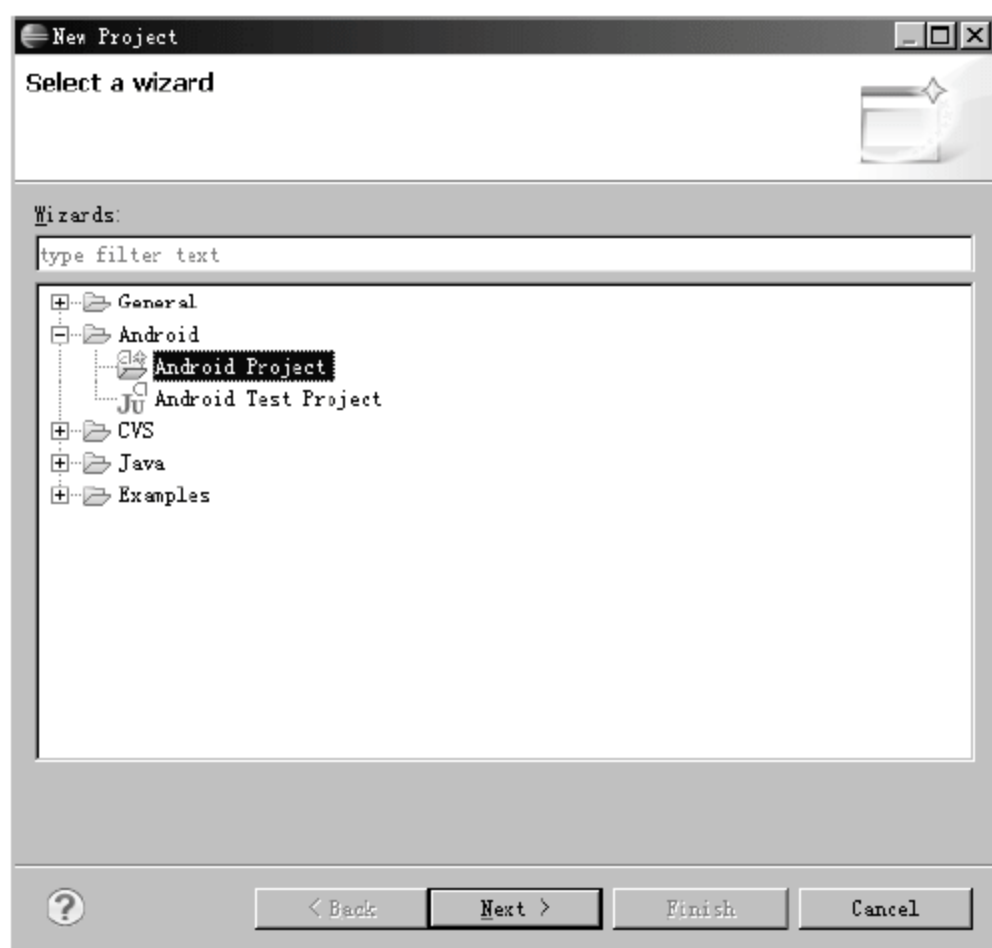 New Project
Select a wizard
Wizards:
type filter text
General
Android
Android Project
Ju Android Test Project
CVS
Java
Examples
? < Back Next > Finish Cancel